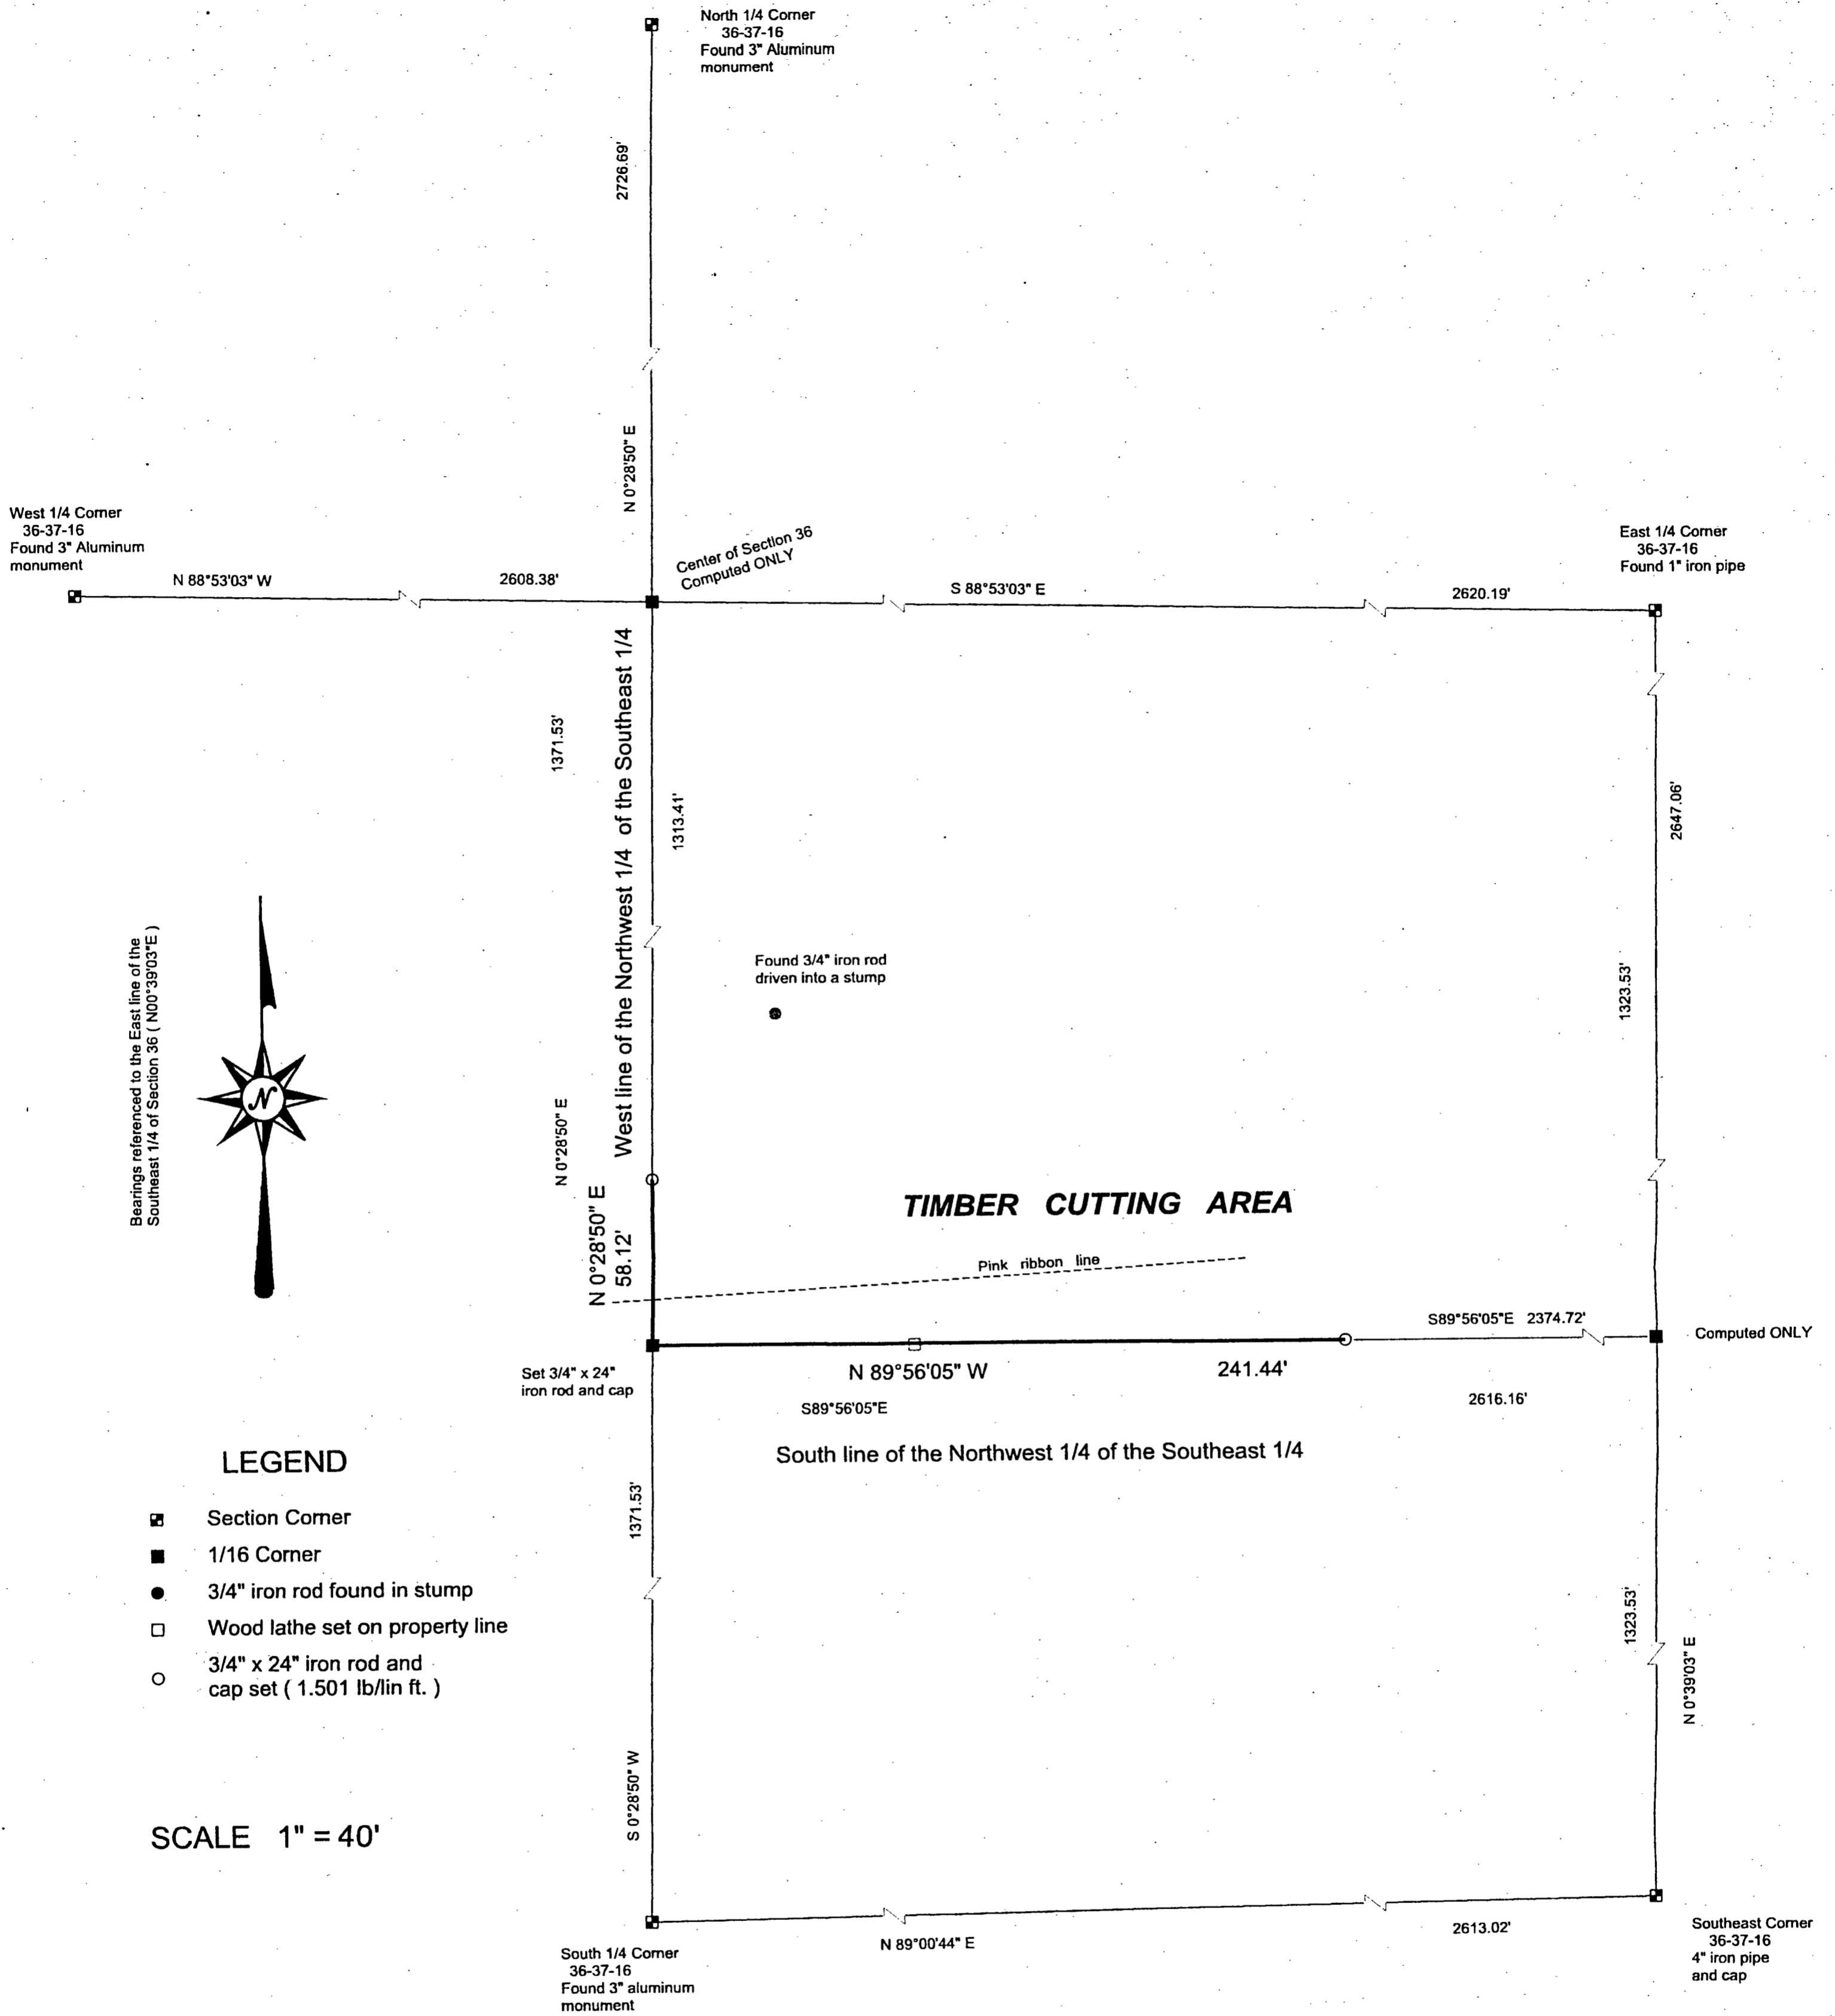 North 1/4 Corner
36-37-16
Found 3" Aluminum
monument
2726.69'
N 0°28'50" E
West 1/4 Corner
36-37-16
Found 3" Aluminum
monument
N 88°53'03" W
2608.38'
Center of Section 36
Computed ONLY
S 88°53'03" E
2620.19'
East 1/4 Corner
36-37-16
Found 1" iron pipe
1371.53'
N 0°28'50" E
West line of the Northwest 1/4 of the Southeast 1/4
1313.41'
2647.06'
1323.53'
Bearings referenced to the East line of the
Southeast 1/4 of Section 36 ( N00°39'03"E )
N
Found 3/4" iron rod
driven into a stump
N 0°28'50" E
58.12'
TIMBER CUTTING AREA
Pink ribbon line
S89°56'05"E 2374.72'
Computed ONLY
Set 3/4" x 24"
iron rod and cap
N 89°56'05" W
241.44'
S89°56'05"E
2616.16'
South line of the Northwest 1/4 of the Southeast 1/4
LEGEND
Section Corner
1/16 Corner
3/4" iron rod found in stump
Wood lathe set on property line
3/4" x 24" iron rod and
cap set ( 1.501 lb/lin ft. )
1371.53'
S 0°28'50" W
1323.53'
N 0°39'03" E
SCALE 1" = 40'
South 1/4 Corner
36-37-16
Found 3" aluminum
monument
N 89°00'44" E
2613.02'
Southeast Corner
36-37-16
4" iron pipe
and cap